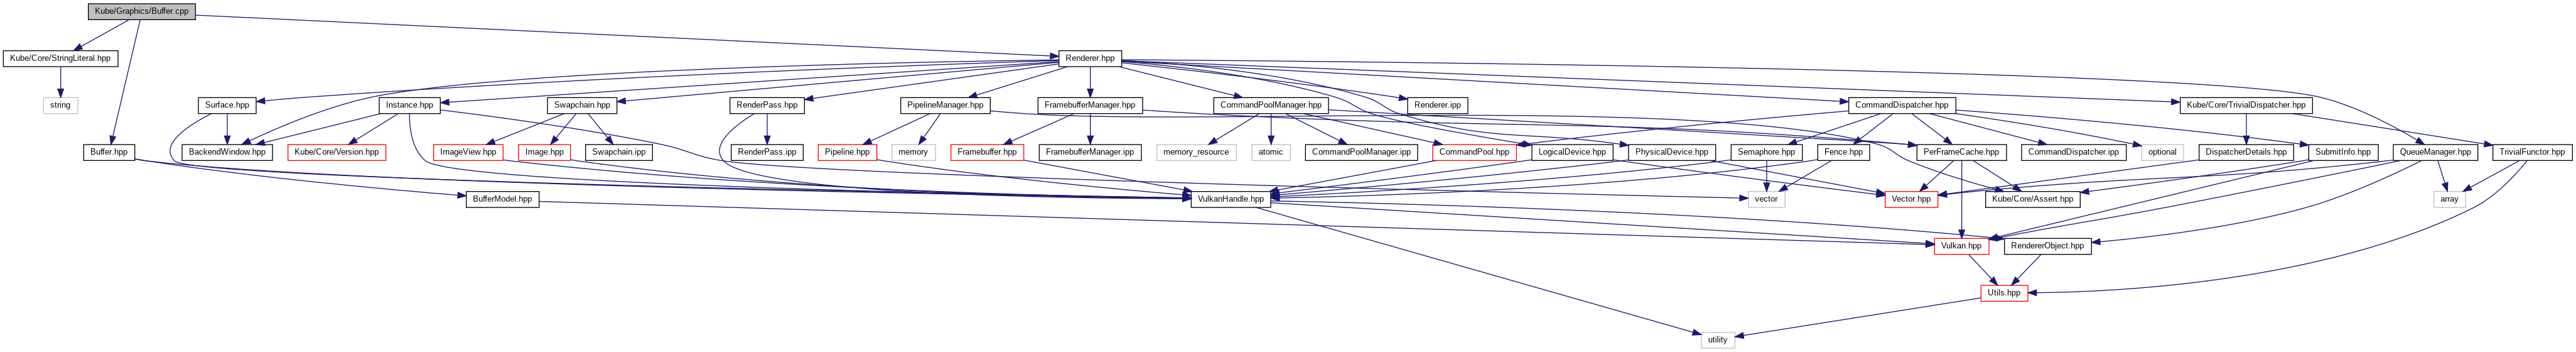 Kube/Graphics/Buffer.cpp
Kube/Core/StringLiteral.hpp
Renderer.hpp
string
Surface.hpp
Instance.hpp
Swapchain.hpp
RenderPass.hpp
PipelineManager.hpp
FramebufferManager.hpp
CommandPoolManager.hpp
Renderer.ipp
CommandDispatcher.hpp
Kube/Core/TrivialDispatcher.hpp
Buffer.hpp
BackendWindow.hpp
Kube/Core/Version.hpp
ImageView.hpp
Image.hpp
Swapchain.ipp
RenderPass.ipp
Pipeline.hpp
memory
Framebuffer.hpp
FramebufferManager.ipp
memory_resource
atomic
CommandPoolManager.ipp
CommandPool.hpp
LogicalDevice.hpp
PhysicalDevice.hpp
Semaphore.hpp
Fence.hpp
PerFrameCache.hpp
CommandDispatcher.ipp
optional
DispatcherDetails.hpp
SubmitInfo.hpp
QueueManager.hpp
TrivialFunctor.hpp
BufferModel.hpp
VulkanHandle.hpp
vector
Vector.hpp
Kube/Core/Assert.hpp
array
Vulkan.hpp
RendererObject.hpp
Utils.hpp
utility